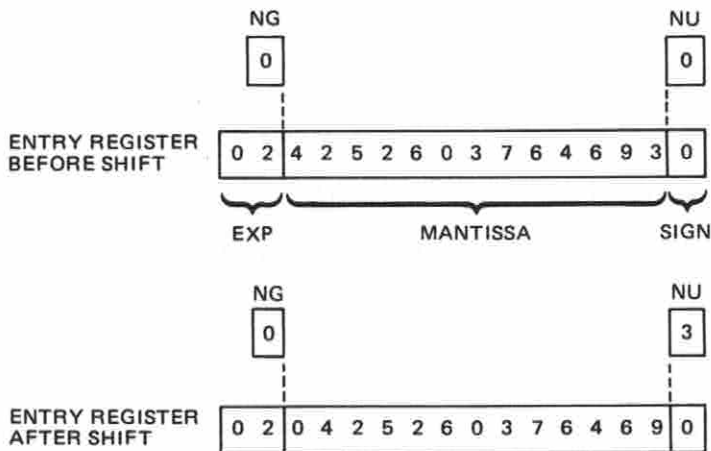 NG NU
0 0
ENTRY REGISTER
BEFORE SHIFT
0 2 4 2 5 2 6 0 3 7 6 4 6 9 3 0
EXP MANTISSA SIGN
NG NU
0 3
ENTRY REGISTER
AFTER SHIFT
0 2 0 4 2 5 2 6 0 3 7 6 4 6 9 0